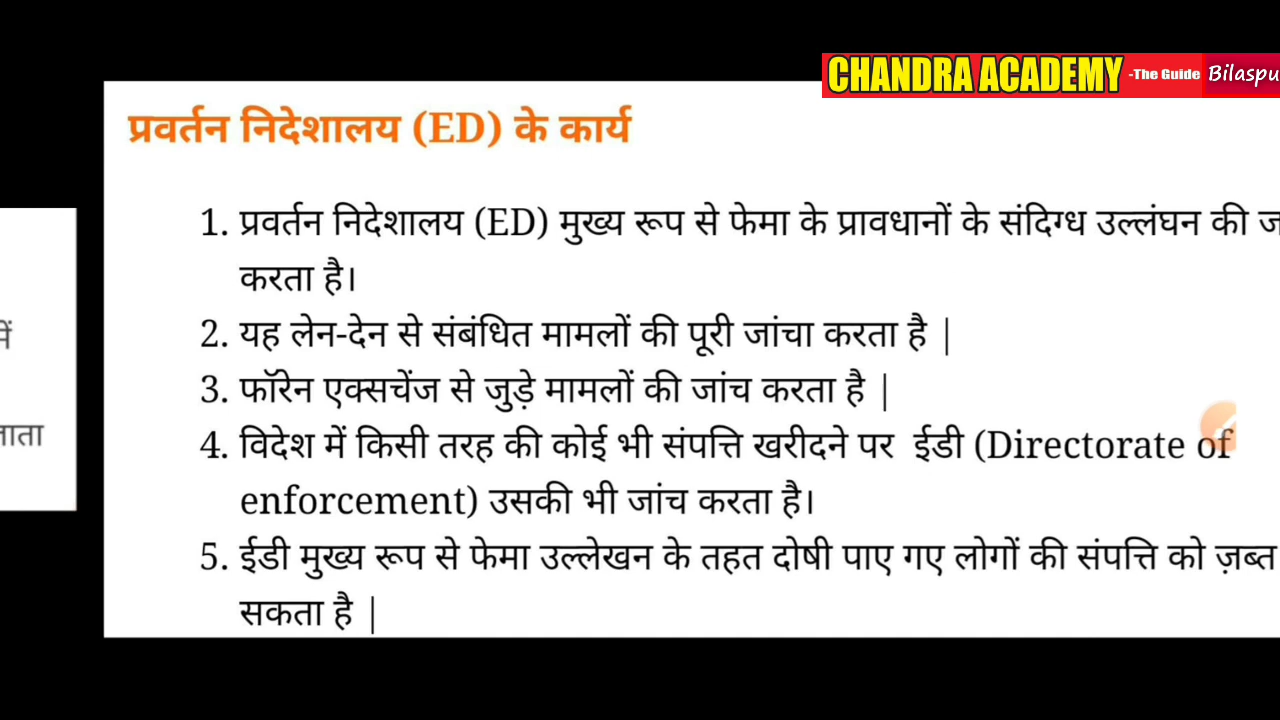 CHANDRA ACADEMY -The Guide
प्रवर्तन निदेशालय (ED) के कार्य
1. प्रवर्तन निदेशालय (ED) मुख्य रूप से फेमा के प्रावधानों के संदिग्ध उल्लंघन की
करता है।
2. यह लेन-देन से संबंधित मामलों की पूरी जांचा करता है |
3. फॉरेन एक्सचेंज से जुड़े मामलों की जांच करता है |
4. विदेश में किसी तरह की कोई भी संपत्ति खरीदने पर ईडी (Directorate of
enforcement) उसकी भी जांच करता है।
5. ईडी मुख्य रूप से फेमा उल्लेखन के तहत दोषी पाए गए लोगों की संपत्ति को ज़ब्त
सकता है |